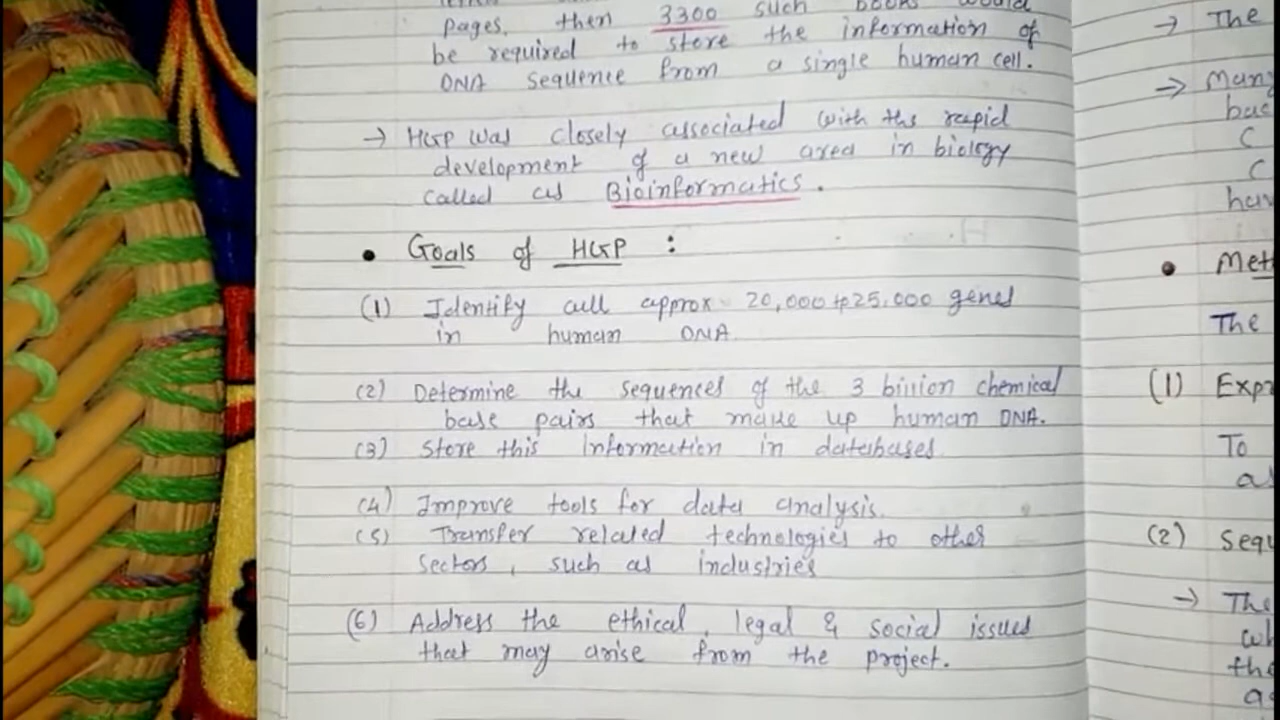 pages, then 3300 such books would
be required to store the information of
DNA sequence from a single human cell.
→ HGP was closely associated with the rapid
development of a new area in biology
called as Bioinformatics.
• Goals of HGP :
(1) Identify all approx 20,000 to 25,000 genes
in human DNA
(2) Determine the sequences of the 3 billion chemical
base pairs that make up human DNA.
(3) Store this information in databases
(4) Improve tools for data analysis.
(5) Transfer related technologies to other
sectors, such as industries
(6) Address the ethical, legal & social issues
that may arise from the project.
→ The
→ Many
C
C
•
The
(1)
To
(2)
→ The